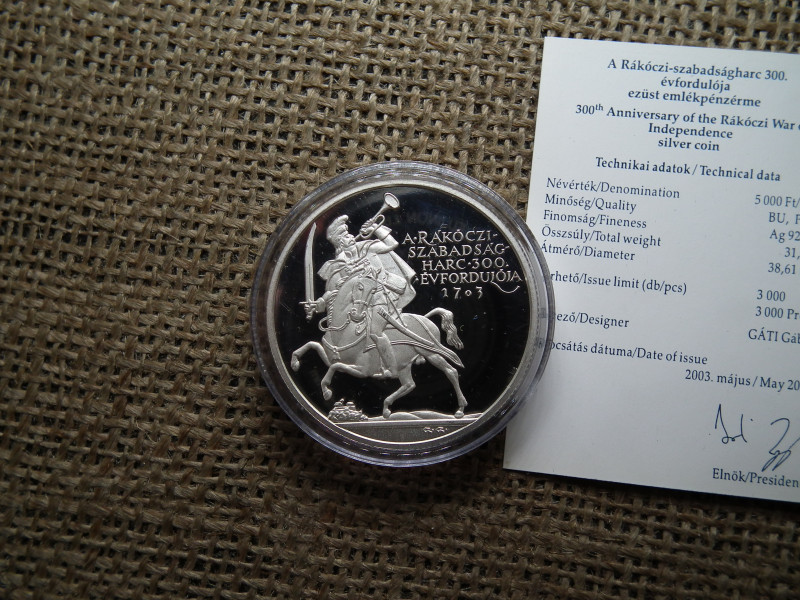 A·RÁKÓCZI-
SZABADSÁG-
HARC·300.
ÉVFORDULÓJA
1703
G.G.
A Rákóczi-szabadságharc 300.
évfordulója
ezüst emlékpénzérme
300th Anniversary of the Rákóczi War
Independence
silver coin
Technikai adatok / Technical data
Névérték/Denomination 5 000 Ft/
Minőség/Quality BU, P
Finomság/Fineness Ag 92
Összsúly/Total weight 31,
Átmérő/Diameter 38,61
rhető/Issue limit (db/pcs) 3 000
3 000 Pr
ező/Designer GÁTI Gáb
ocsátás dátuma/Date of issue
2003. május / May 20
Elnök/Presiden